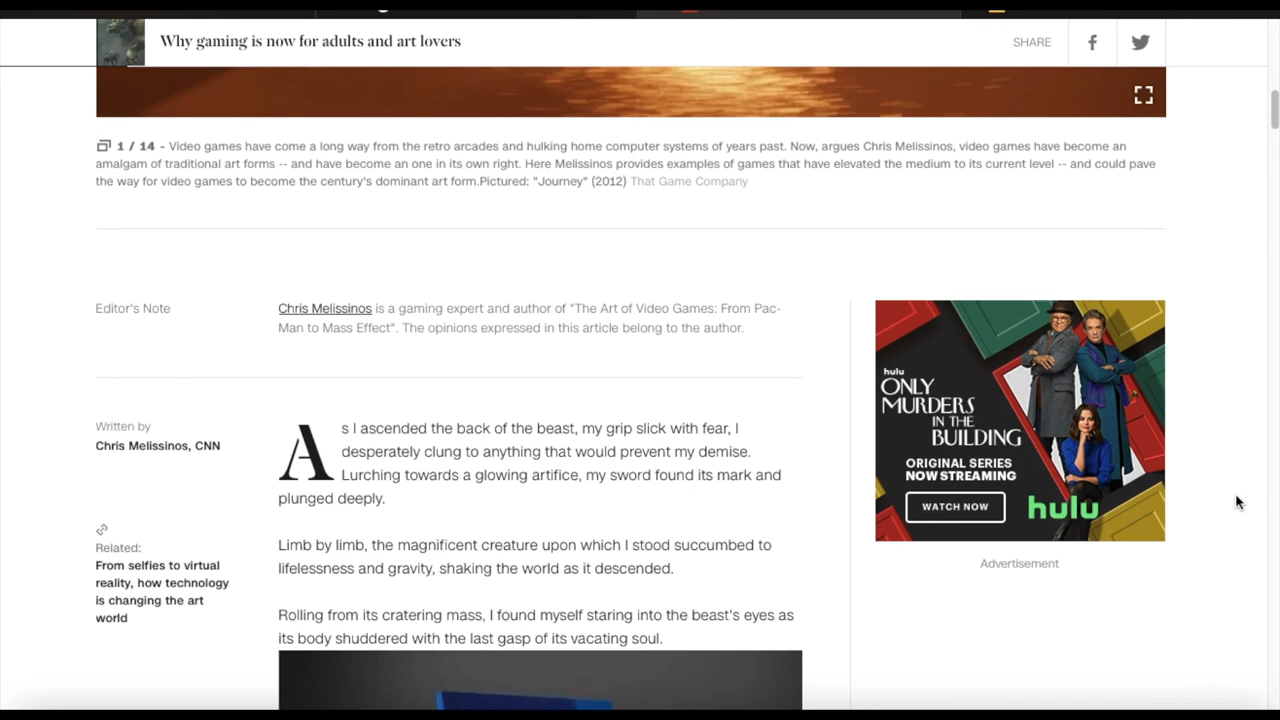 Why gaming is now for adults and art lovers
SHARE
1 / 14 - Video games have come a long way from the retro arcades and hulking home computer systems of years past. Now, argues Chris Melissinos, video games have become an
amalgam of traditional art forms -- and have become an one in its own right. Here Melissinos provides examples of games that have elevated the medium to its current level -- and could pave
the way for video games to become the century's dominant art form.Pictured: "Journey" (2012) That Game Company
Editor's Note
Chris Melissinos is a gaming expert and author of "The Art of Video Games: From Pac-
Man to Mass Effect". The opinions expressed in this article belong to the author.
Written by
Chris Melissinos, CNN
As I ascended the back of the beast, my grip slick with fear, I
desperately clung to anything that would prevent my demise.
Lurching towards a glowing artifice, my sword found its mark and
plunged deeply.
Related:
From selfies to virtual
reality, how technology
is changing the art
world
Limb by limb, the magnificent creature upon which I stood succumbed to
lifelessness and gravity, shaking the world as it descended.
Rolling from its cratering mass, I found myself staring into the beast's eyes as
its body shuddered with the last gasp of its vacating soul.
hulu
ONLY
MURDERS
IN THE
BUILDING
ORIGINAL SERIES
NOW STREAMING
WATCH NOW
hulu
Advertisement